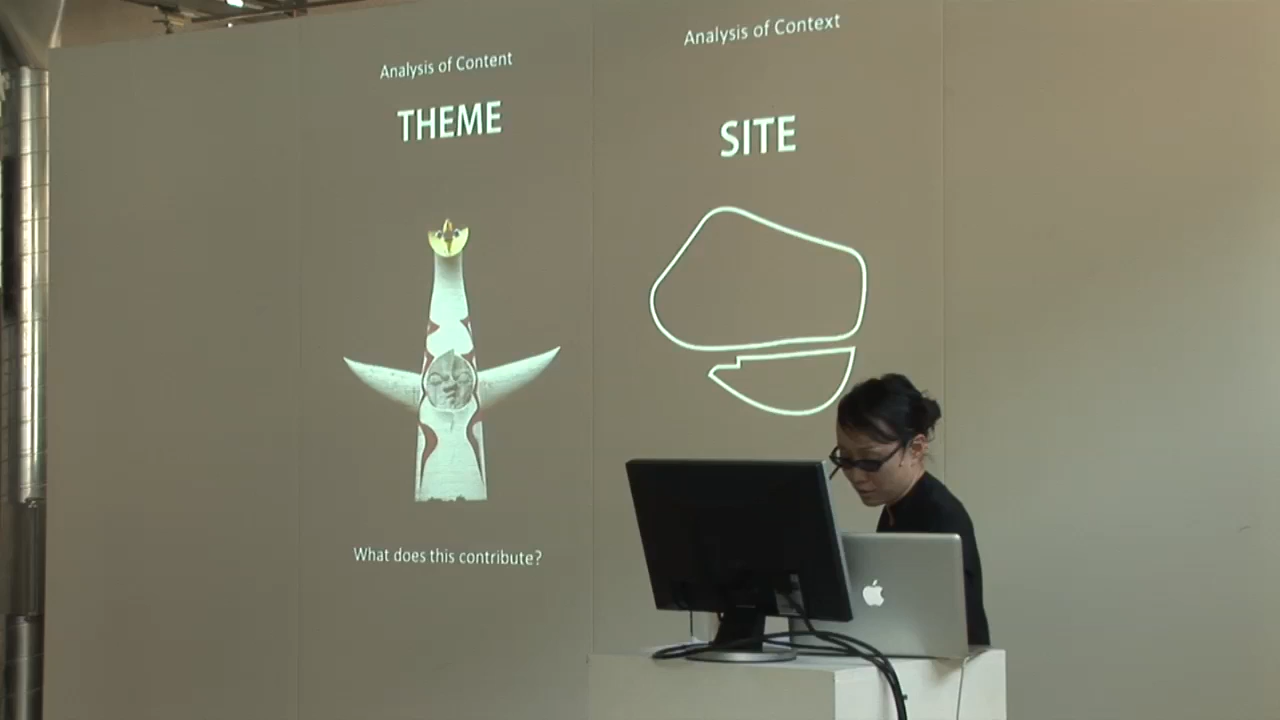 Analysis of Content
THEME
What does this contribute?
Analysis of Context
SITE